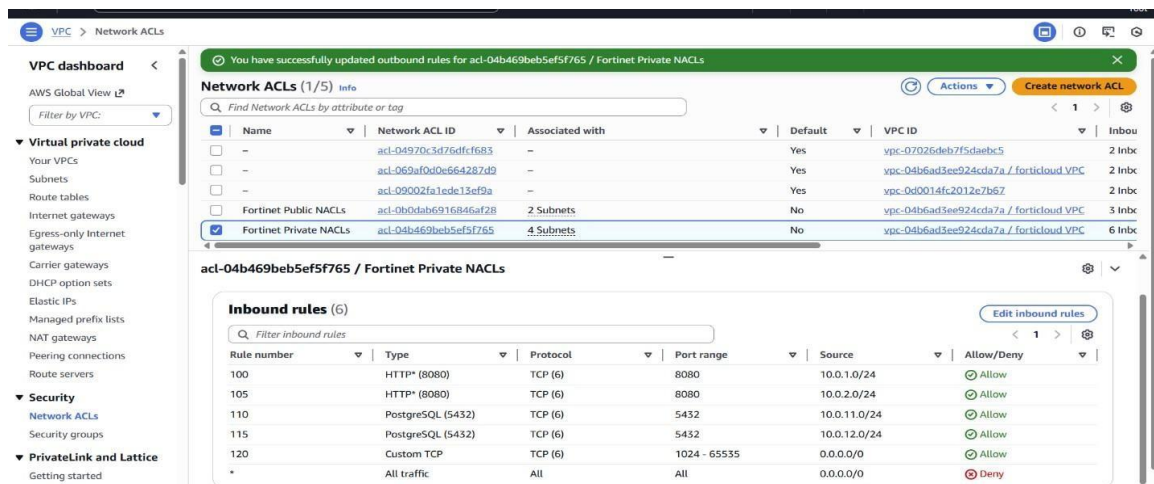 VPC > Network ACLs
VPC dashboard
AWS Global View
Filter by VPC:
Virtual private cloud
Your VPCs
Subnets
Route tables
Internet gateways
Egress-only Internet
gateways
Carrier gateways
DHCP option sets
Elastic IPs
Managed prefix lists
NAT gateways
Peering connections
Route servers
Security
Network ACLs
Security groups
PrivateLink and Lattice
Getting started
You have successfully updated outbound rules for acl-04b469beb5ef5f765 / Fortinet Private NACLs
Network ACLs (1/5) Info
Actions
Create network ACL
Find Network ACLs by attribute or tag
1
Name Network ACL ID Associated with Default VPC ID Inbou
– acl-04970c3d76dfcf683 – Yes vpc-07026deb7f5daebc5 2 Inbc
– acl-069af0d0e664287d9 – Yes vpc-04b6ad3ee924cda7a / forticloud VPC 2 Inbc
– acl-09002fa1ede13ef9a – Yes vpc-0d0014fc2012e7b67 2 Inbc
Fortinet Public NACLs acl-0b0dab6916846af28 2 Subnets No vpc-04b6ad3ee924cda7a / forticloud VPC 3 Inbc
Fortinet Private NACLs acl-04b469beb5ef5f765 4 Subnets No vpc-04b6ad3ee924cda7a / forticloud VPC 6 Inbc
acl-04b469beb5ef5f765 / Fortinet Private NACLs
Inbound rules (6)
Edit inbound rules
Filter inbound rules
1
Rule number Type Protocol Port range Source Allow/Deny
100 HTTP* (8080) TCP (6) 8080 10.0.1.0/24 Allow
105 HTTP* (8080) TCP (6) 8080 10.0.2.0/24 Allow
110 PostgreSQL (5432) TCP (6) 5432 10.0.11.0/24 Allow
115 PostgreSQL (5432) TCP (6) 5432 10.0.12.0/24 Allow
120 Custom TCP TCP (6) 1024 - 65535 0.0.0.0/0 Allow
* All traffic All All 0.0.0.0/0 Deny